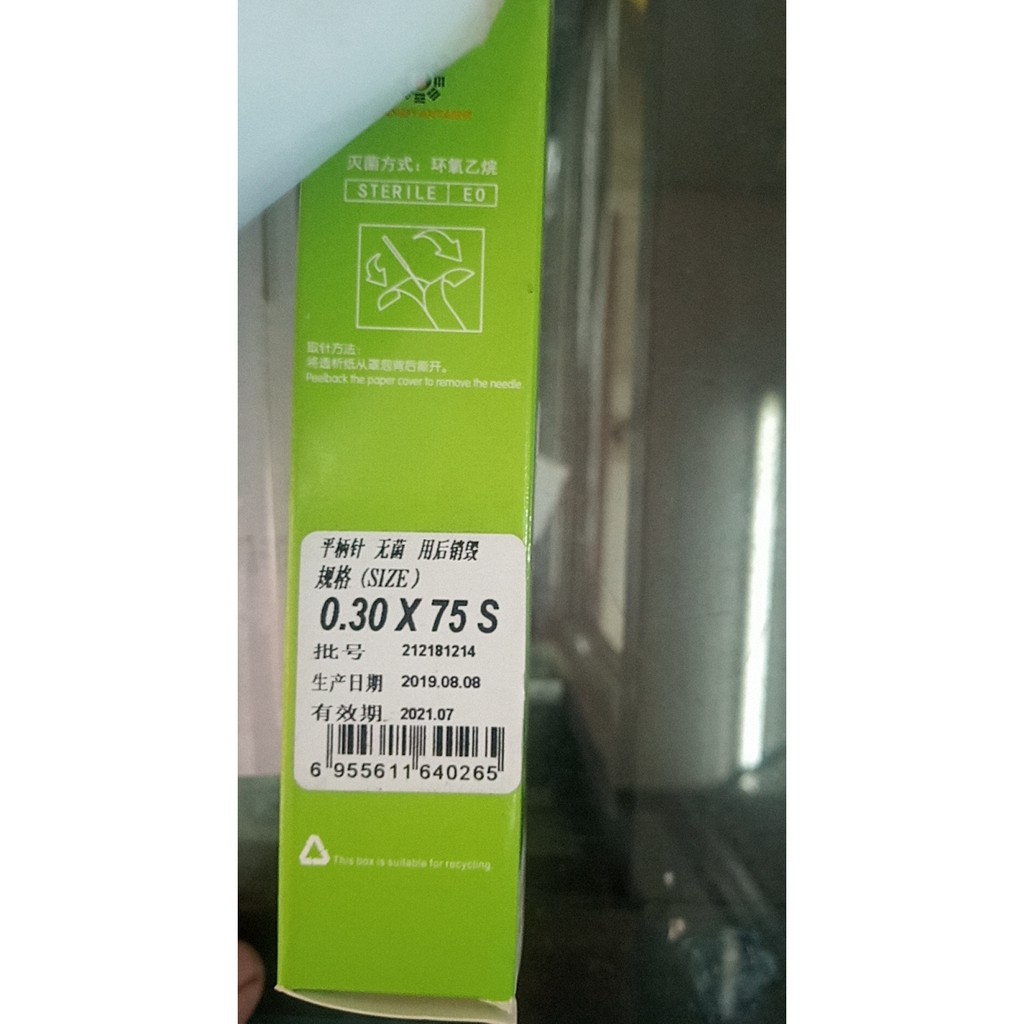 灭菌方式：环氧乙烷
STERILE EO
取针方法：
将透析纸从罩泡背后撕开。
Peelback the paper cover to remove the needle
平柄针 无菌 用后销毁
规格 (SIZE)
0.30 X 75 S
批号 212181214
生产日期 2019.08.08
有效期 2021.07
6 955611 640265
This box is suitable for recycling